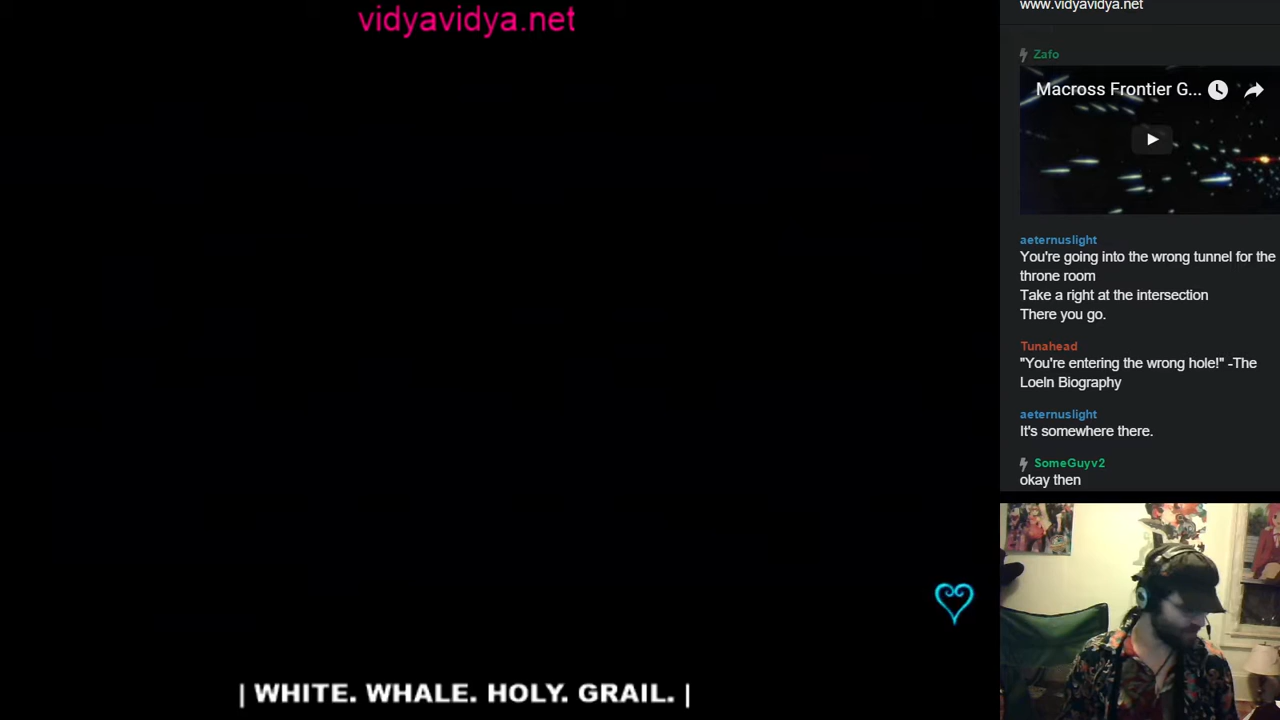 vidyavidya.net
www.vidyavidya.net
Zafo
Macross Frontier G...
aeternuslight
You're going into the wrong tunnel for the
throne room
Take a right at the intersection
There you go.
Tunahead
"You're entering the wrong hole!" -The
Loeln Biography
aeternuslight
It's somewhere there.
SomeGuyv2
okay then
| WHITE. WHALE. HOLY. GRAIL. |